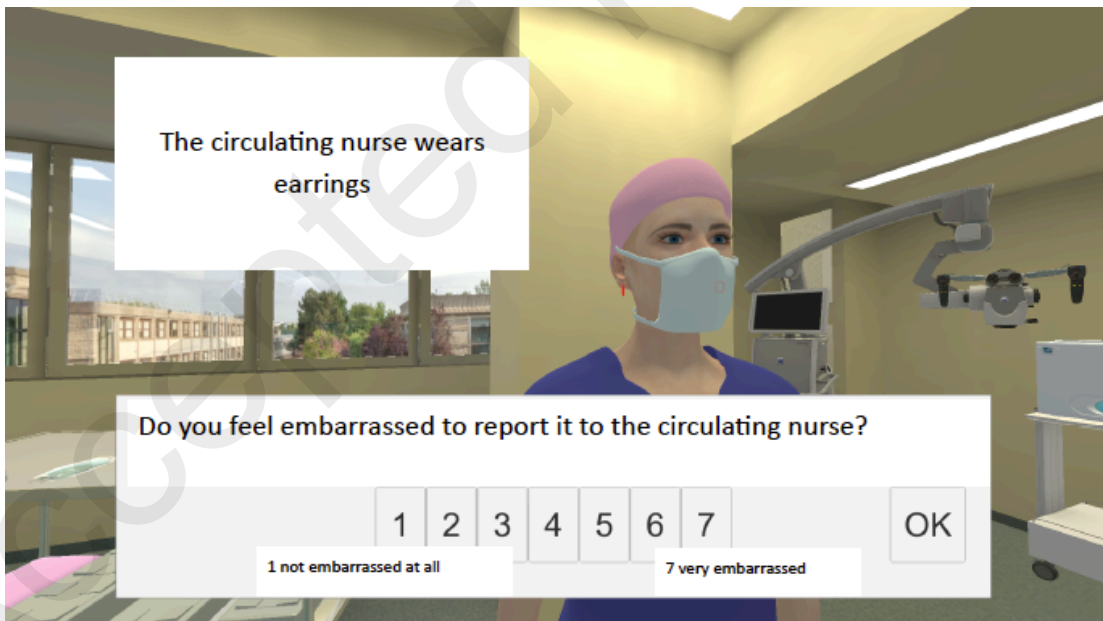 The circulating nurse wears
earrings
Do you feel embarrassed to report it to the circulating nurse?
1 2 3 4 5 6 7 OK
1 not embarrassed at all 7 very embarrassed
ccepted